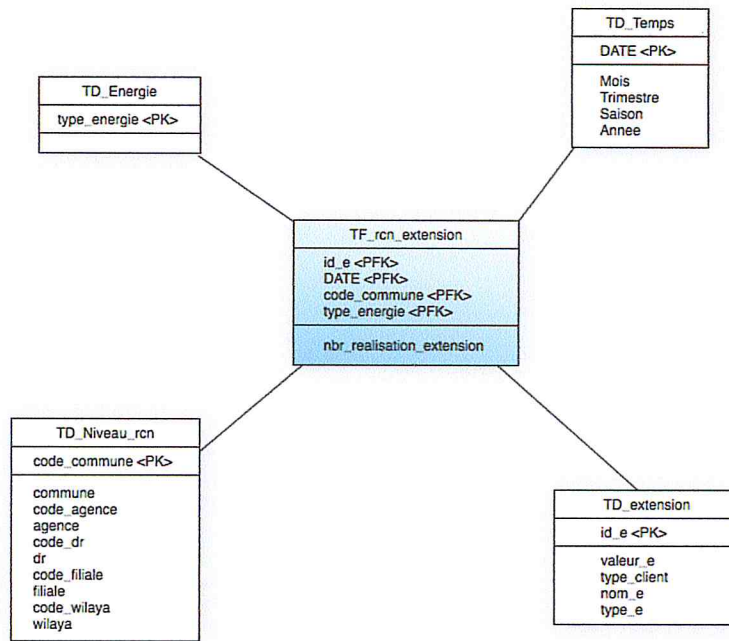 TD_Temps
DATE <PK>
Mois
Trimestre
Saison
Annee
TD_Energie
type_energie <PK>
TF_rcn_extension
id_e <PFK>
DATE <PFK>
code_commune <PFK>
type_energie <PFK>
nbr_realisation_extension
TD_Niveau_rcn
code_commune <PK>
commune
code_agence
agence
code_dr
dr
code_filiale
filiale
code_wilaya
wilaya
TD_extension
id_e <PK>
valeur_e
type_client
nom_e
type_e